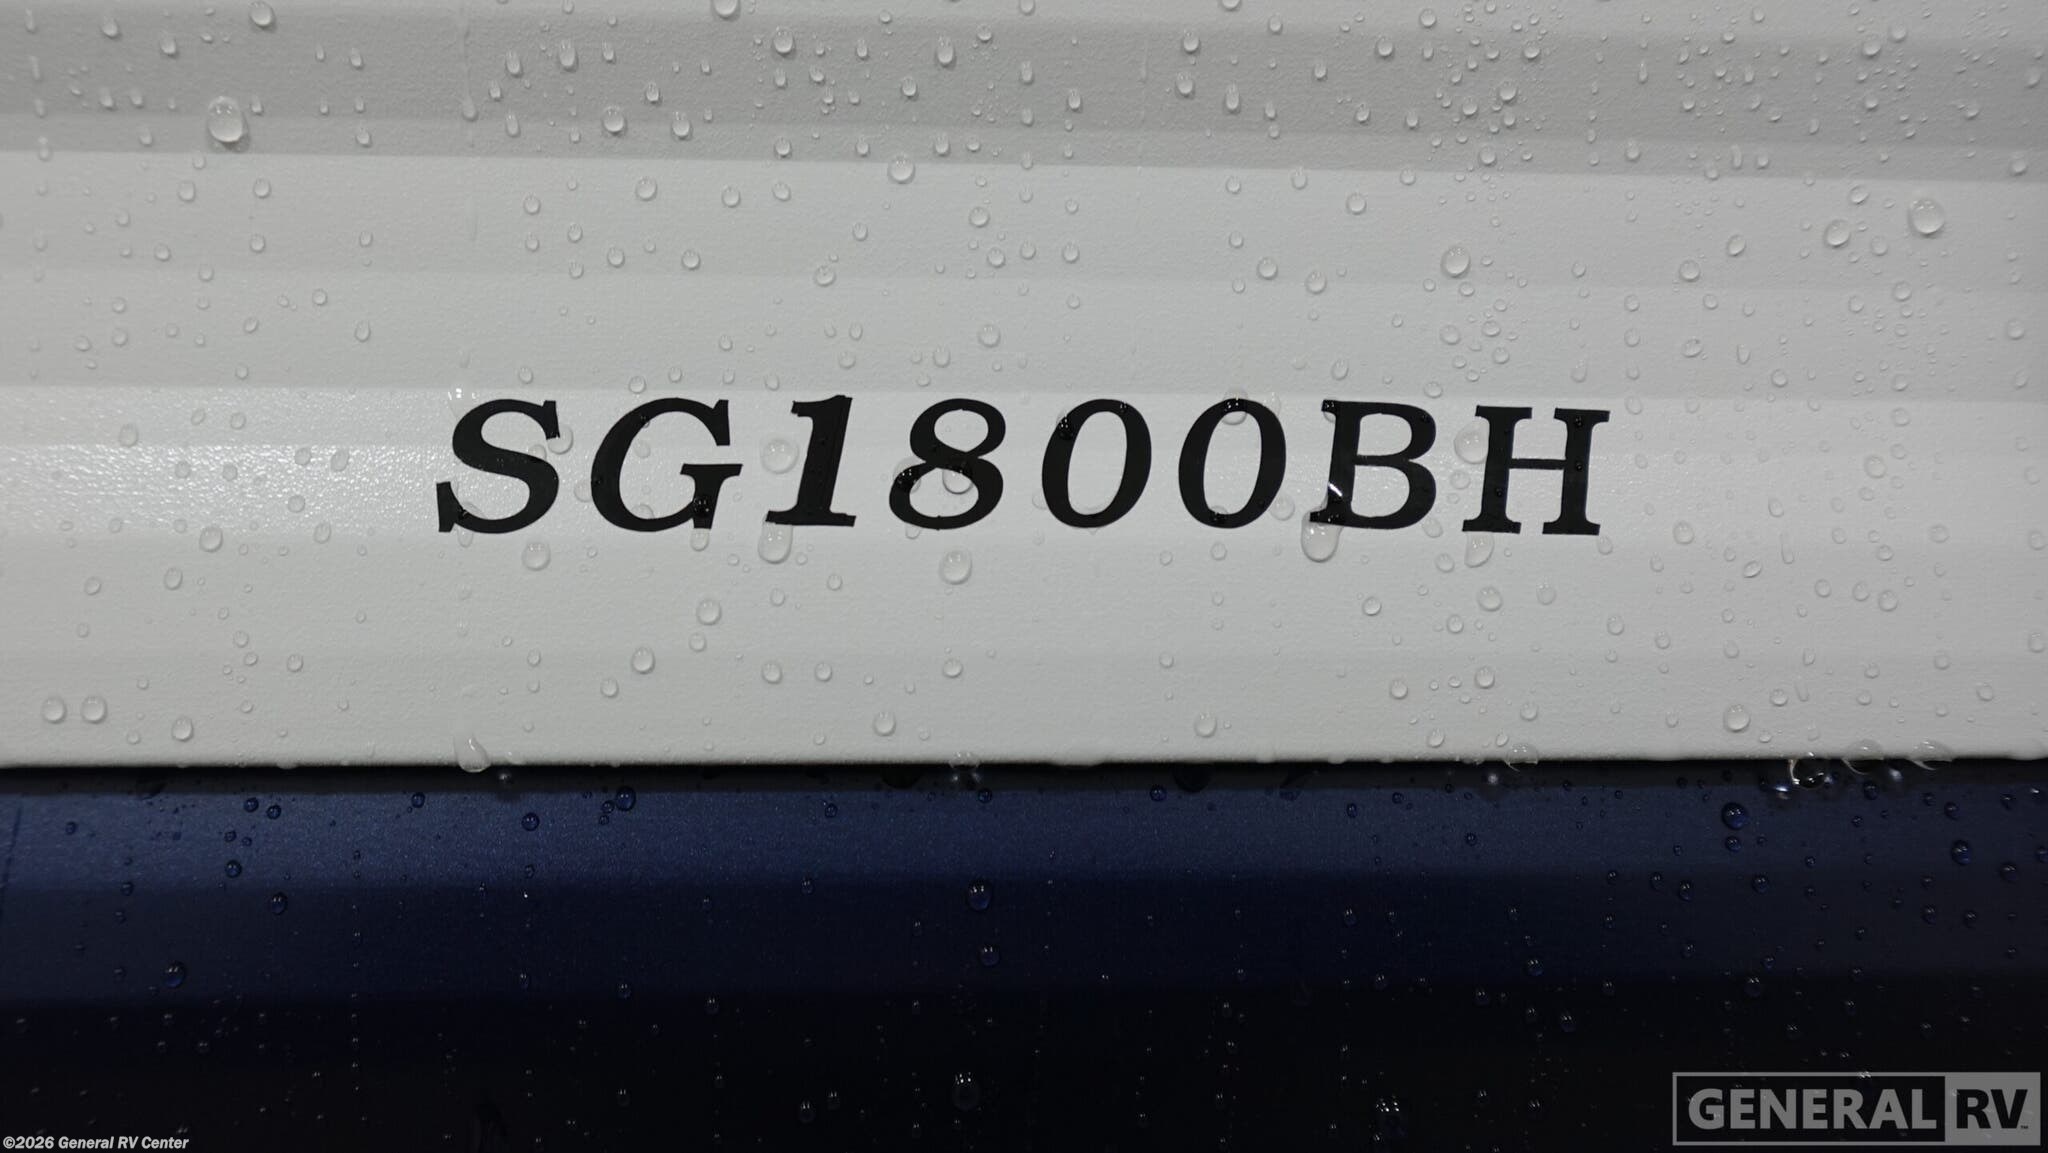 SG1800BH
GENERAL RV
©2026 General RV Center